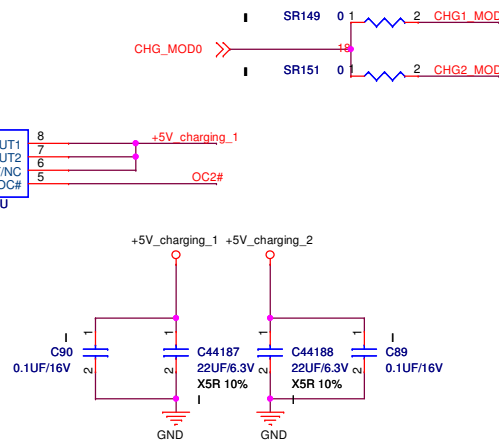 SR149 0 1 2 CHG1_MOD
CHG_MOD0 18
SR151 0 1 2 CHG2_MOD
UT1 8 +5V_charging_1
UT2 7
/NC 6
OC# 5 OC2#
U
+5V_charging_1 +5V_charging_2
1 1 1 1
C90 C44187 C44188 C89
0.1UF/16V 22UF/6.3V 22UF/6.3V 0.1UF/16V
2 2 2 2
X5R 10% X5R 10%
GND GND